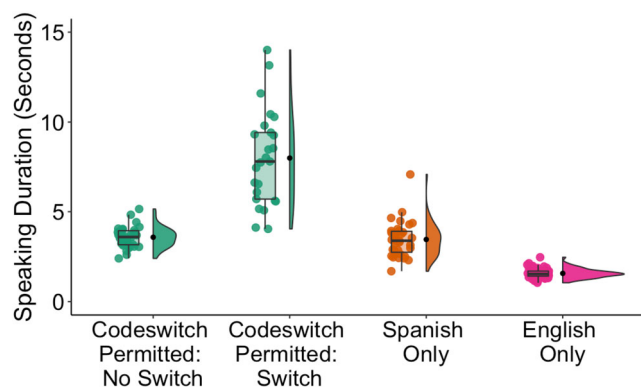 Speaking Duration (Seconds)
15
10
5
0
Codeswitch
Permitted:
No Switch
Codeswitch
Permitted:
Switch
Spanish
Only
English
Only